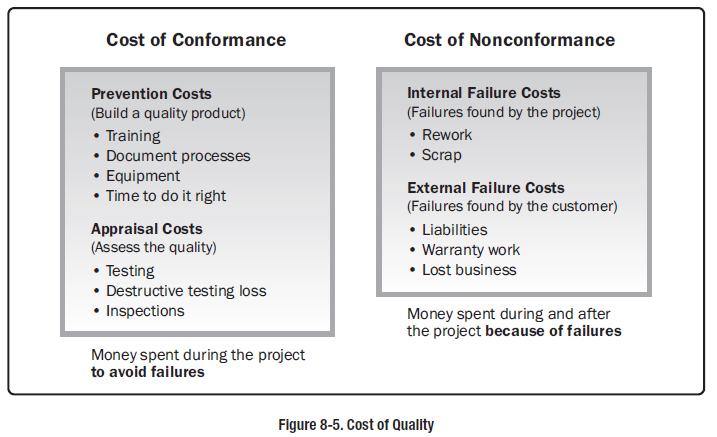 Cost of Conformance
Prevention Costs
(Build a quality product)
• Training
• Document processes
• Equipment
• Time to do it right
Appraisal Costs
(Assess the quality)
• Testing
• Destructive testing loss
• Inspections
Money spent during the project
to avoid failures
Cost of Nonconformance
Internal Failure Costs
(Failures found by the project)
• Rework
• Scrap
External Failure Costs
(Failures found by the customer)
• Liabilities
• Warranty work
• Lost business
Money spent during and after
the project because of failures
Figure 8-5. Cost of Quality